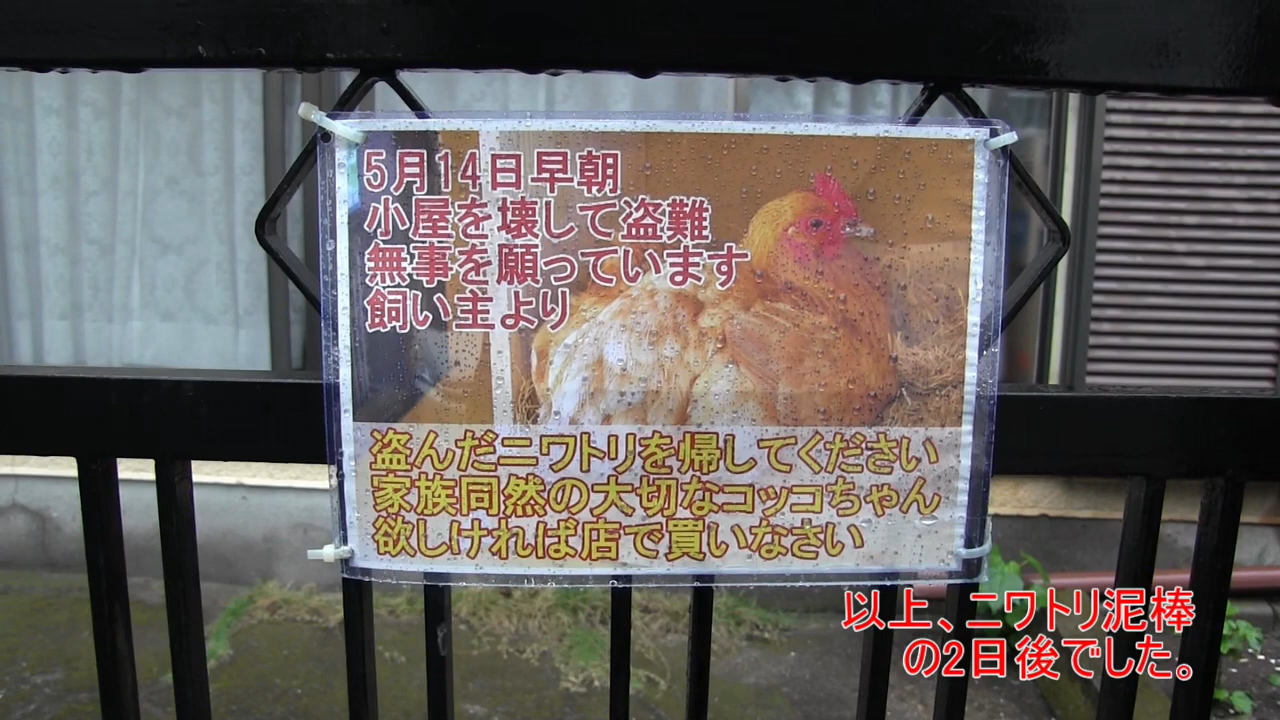 5月14日早朝
小屋を壊して盗難
無事を願っています
飼い主より
盗んだニワトリを帰してください
家族同然の大切なコッコちゃん
欲しければ店で買いなさい
以上、ニワトリ泥棒
の2日後でした。